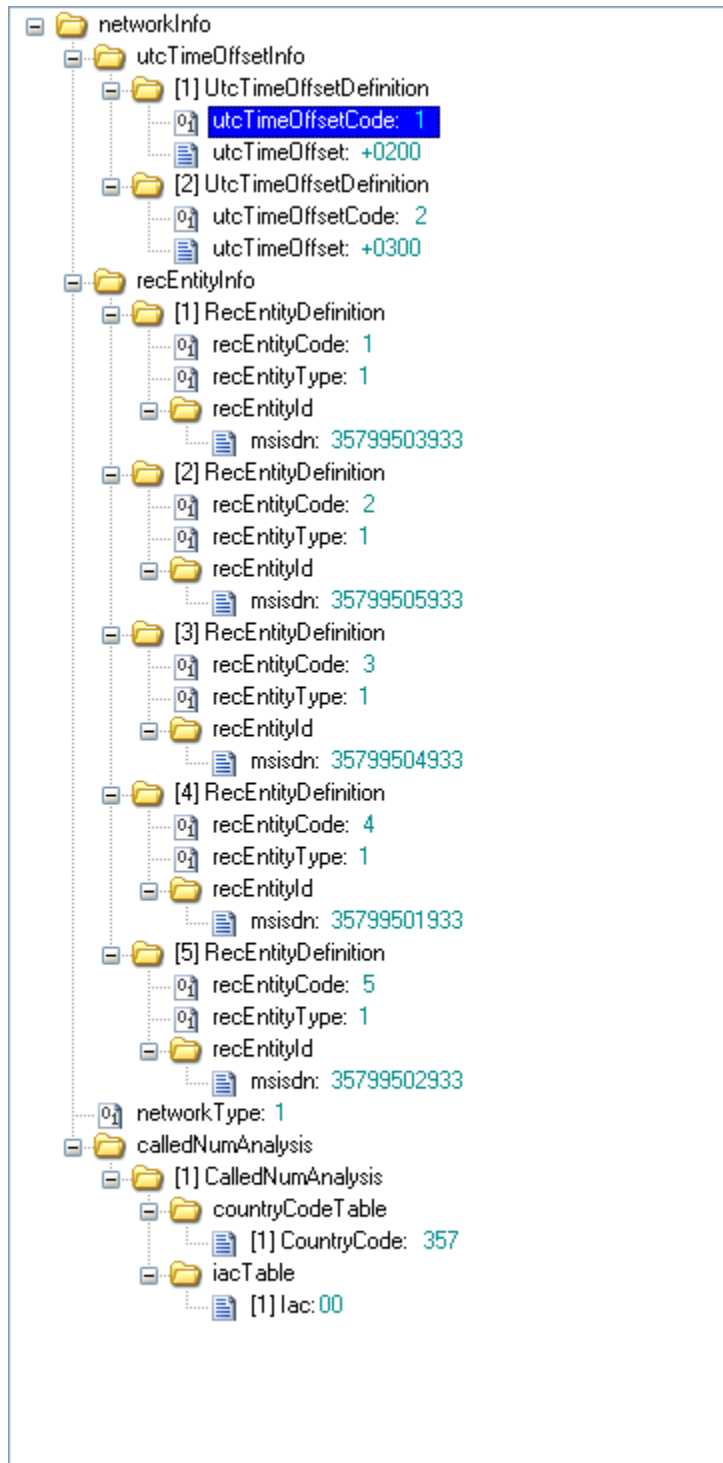 networkInfo
utcTimeOffsetInfo
[1] UtcTimeOffsetDefinition
utcTimeOffsetCode: 1
utcTimeOffset: +0200
[2] UtcTimeOffsetDefinition
utcTimeOffsetCode: 2
utcTimeOffset: +0300
recEntityInfo
[1] RecEntityDefinition
recEntityCode: 1
recEntityType: 1
recEntityId
msisdn: 35799503933
[2] RecEntityDefinition
recEntityCode: 2
recEntityType: 1
recEntityId
msisdn: 35799505933
[3] RecEntityDefinition
recEntityCode: 3
recEntityType: 1
recEntityId
msisdn: 35799504933
[4] RecEntityDefinition
recEntityCode: 4
recEntityType: 1
recEntityId
msisdn: 35799501933
[5] RecEntityDefinition
recEntityCode: 5
recEntityType: 1
recEntityId
msisdn: 35799502933
networkType: 1
calledNumAnalysis
[1] CalledNumAnalysis
countryCodeTable
[1] CountryCode: 357
iacTable
[1] Iac: 00